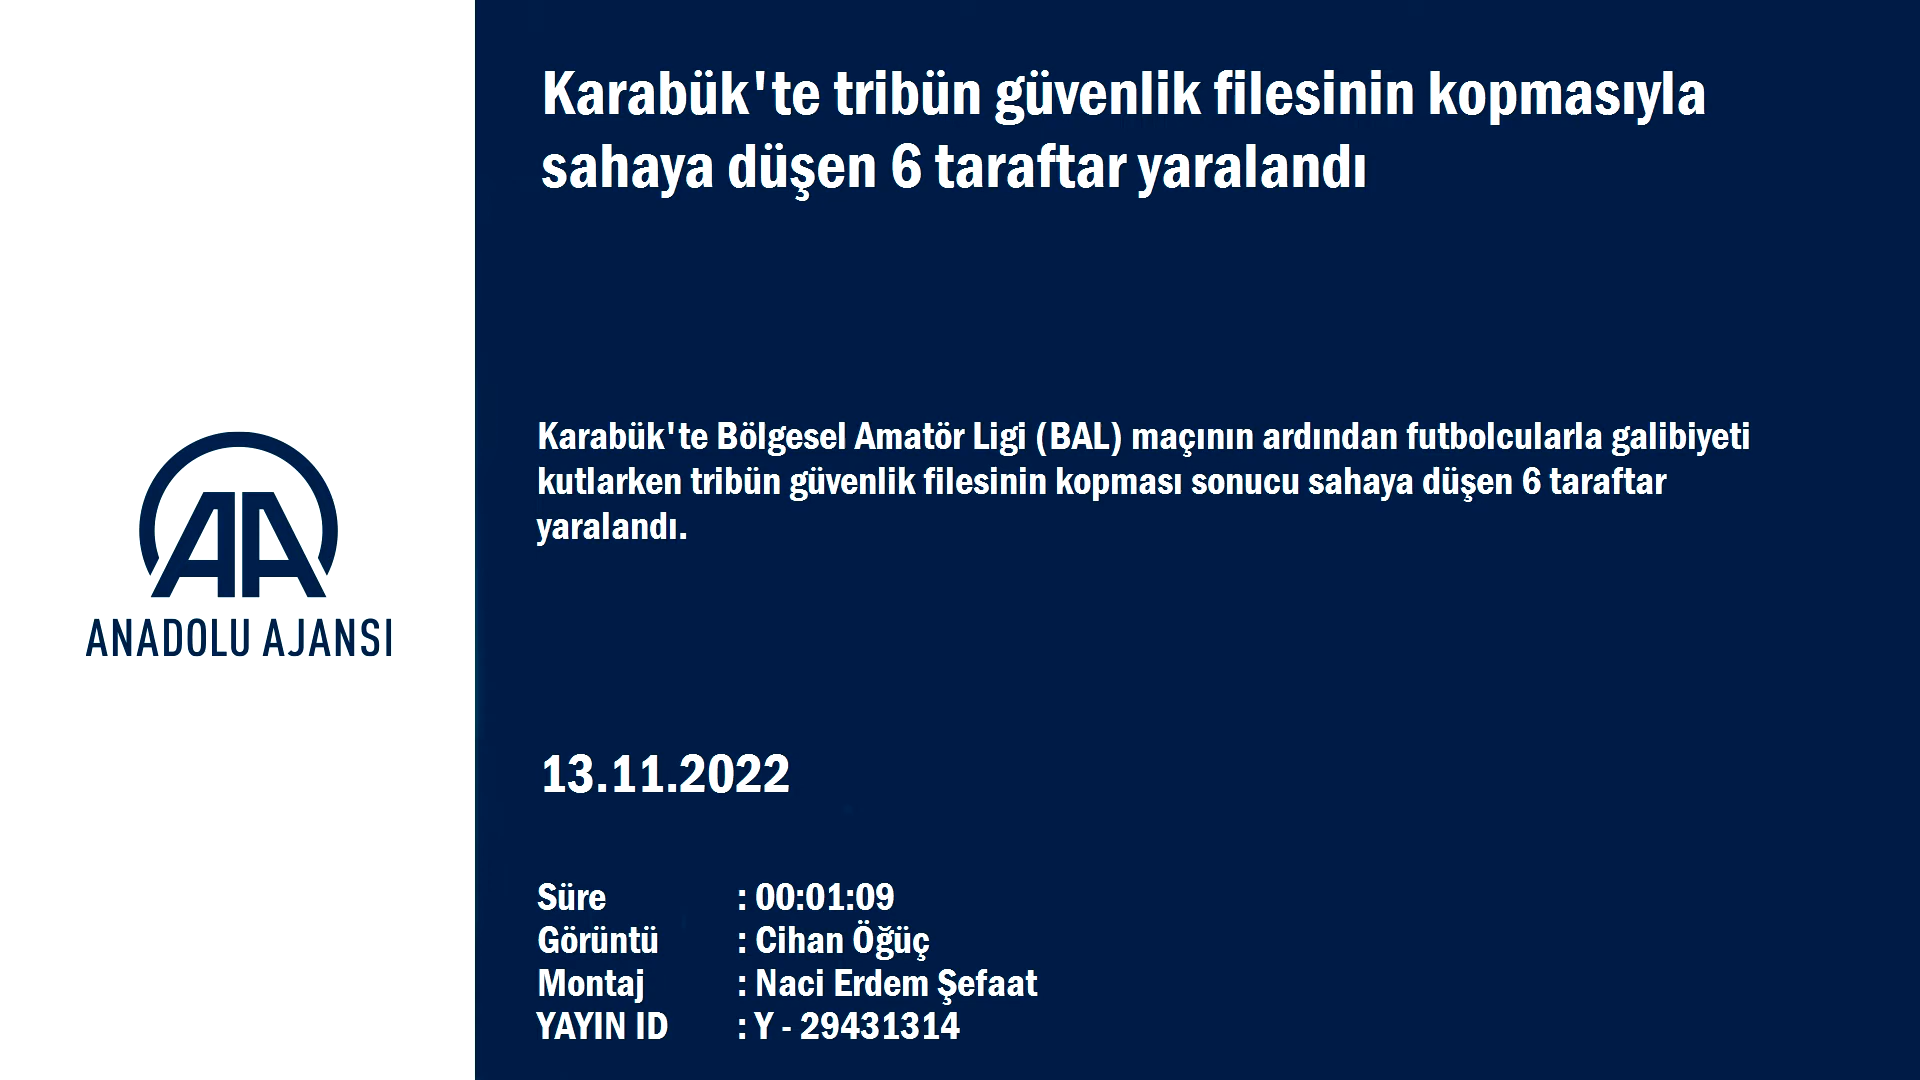 Karabük'te tribün güvenlik filesinin kopmasıyla
sahaya düşen 6 taraftar yaralandı
Karabük'te Bölgesel Amatör Ligi (BAL) maçının ardından futbolcularla galibiyeti
kutlarken tribün güvenlik filesinin kopması sonucu sahaya düşen 6 taraftar
yaralandı.
AA
ANADOLU AJANSI
13.11.2022
Süre : 00:01:09
Görüntü : Cihan Öğüç
Montaj : Naci Erdem Şefaat
YAYIN ID : Y - 29431314